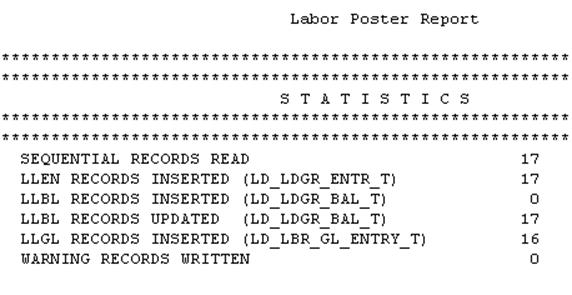 Labor Poster Report
*********************************************************
*********************************************************
S T A T I S T I C S
*********************************************************
*********************************************************
SEQUENTIAL RECORDS READ 17
LLEN RECORDS INSERTED (LD_LDGR_ENTR_T) 17
LLBL RECORDS INSERTED (LD_LDGR_BAL_T) 0
LLBL RECORDS UPDATED (LD_LDGR_BAL_T) 17
LLGL RECORDS INSERTED (LD_LBR_GL_ENTRY_T) 16
WARNING RECORDS WRITTEN 0